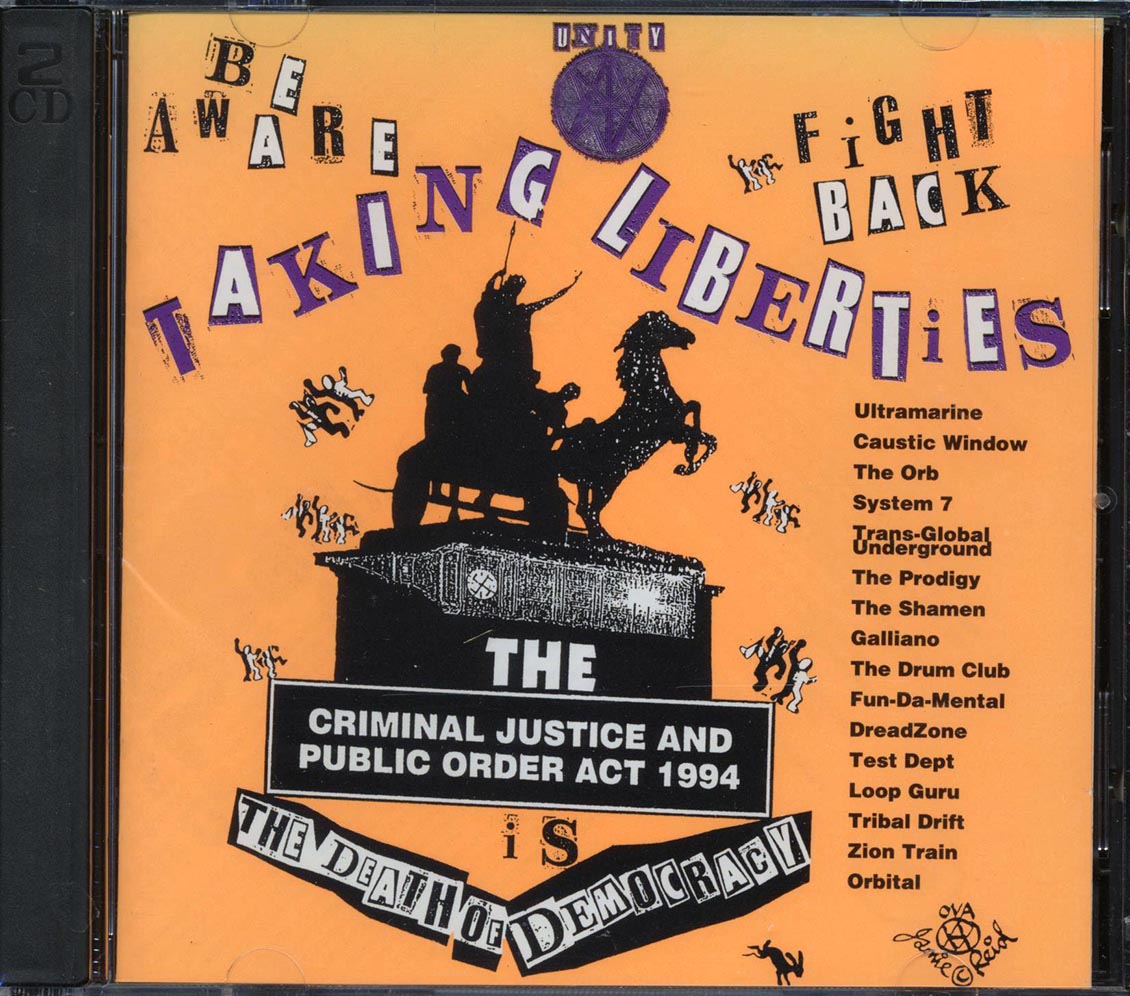 2
CD
UNITY
BE
AWARE
FiGHT
BACK
TAKING LIBERTiES
Ultramarine
Caustic Window
The Orb
System 7
Trans-Global
Underground
The Prodigy
The Shamen
Galliano
The Drum Club
Fun-Da-Mental
DreadZone
Test Dept
Loop Guru
Tribal Drift
Zion Train
Orbital
THE
CRIMINAL JUSTICE AND
PUBLIC ORDER ACT 1994
iS
THE DEATH OF DEMOCRACY
OVA
Jamie © Reid